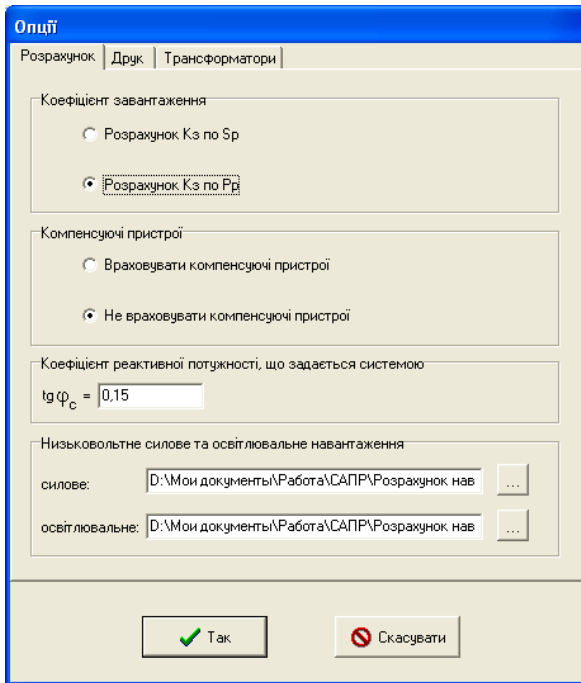 Опції
Розрахунок Друк Трансформатори
Коефіцієнт завантаження
Розрахунок Кз по Sp
Розрахунок Кз по Pp
Компенсуючі пристрої
Враховувати компенсуючі пристрої
Не враховувати компенсуючі пристрої
Коефіцієнт реактивної потужності, що задається системою
tg φc = 0,15
Низьковольтне силове та освітлювальне навантаження
силове: D:\Мои документы\Работа\САПР\Розрахунок нав ...
освітлювальне: D:\Мои документы\Работа\САПР\Розрахунок нав ...
Так Скасувати